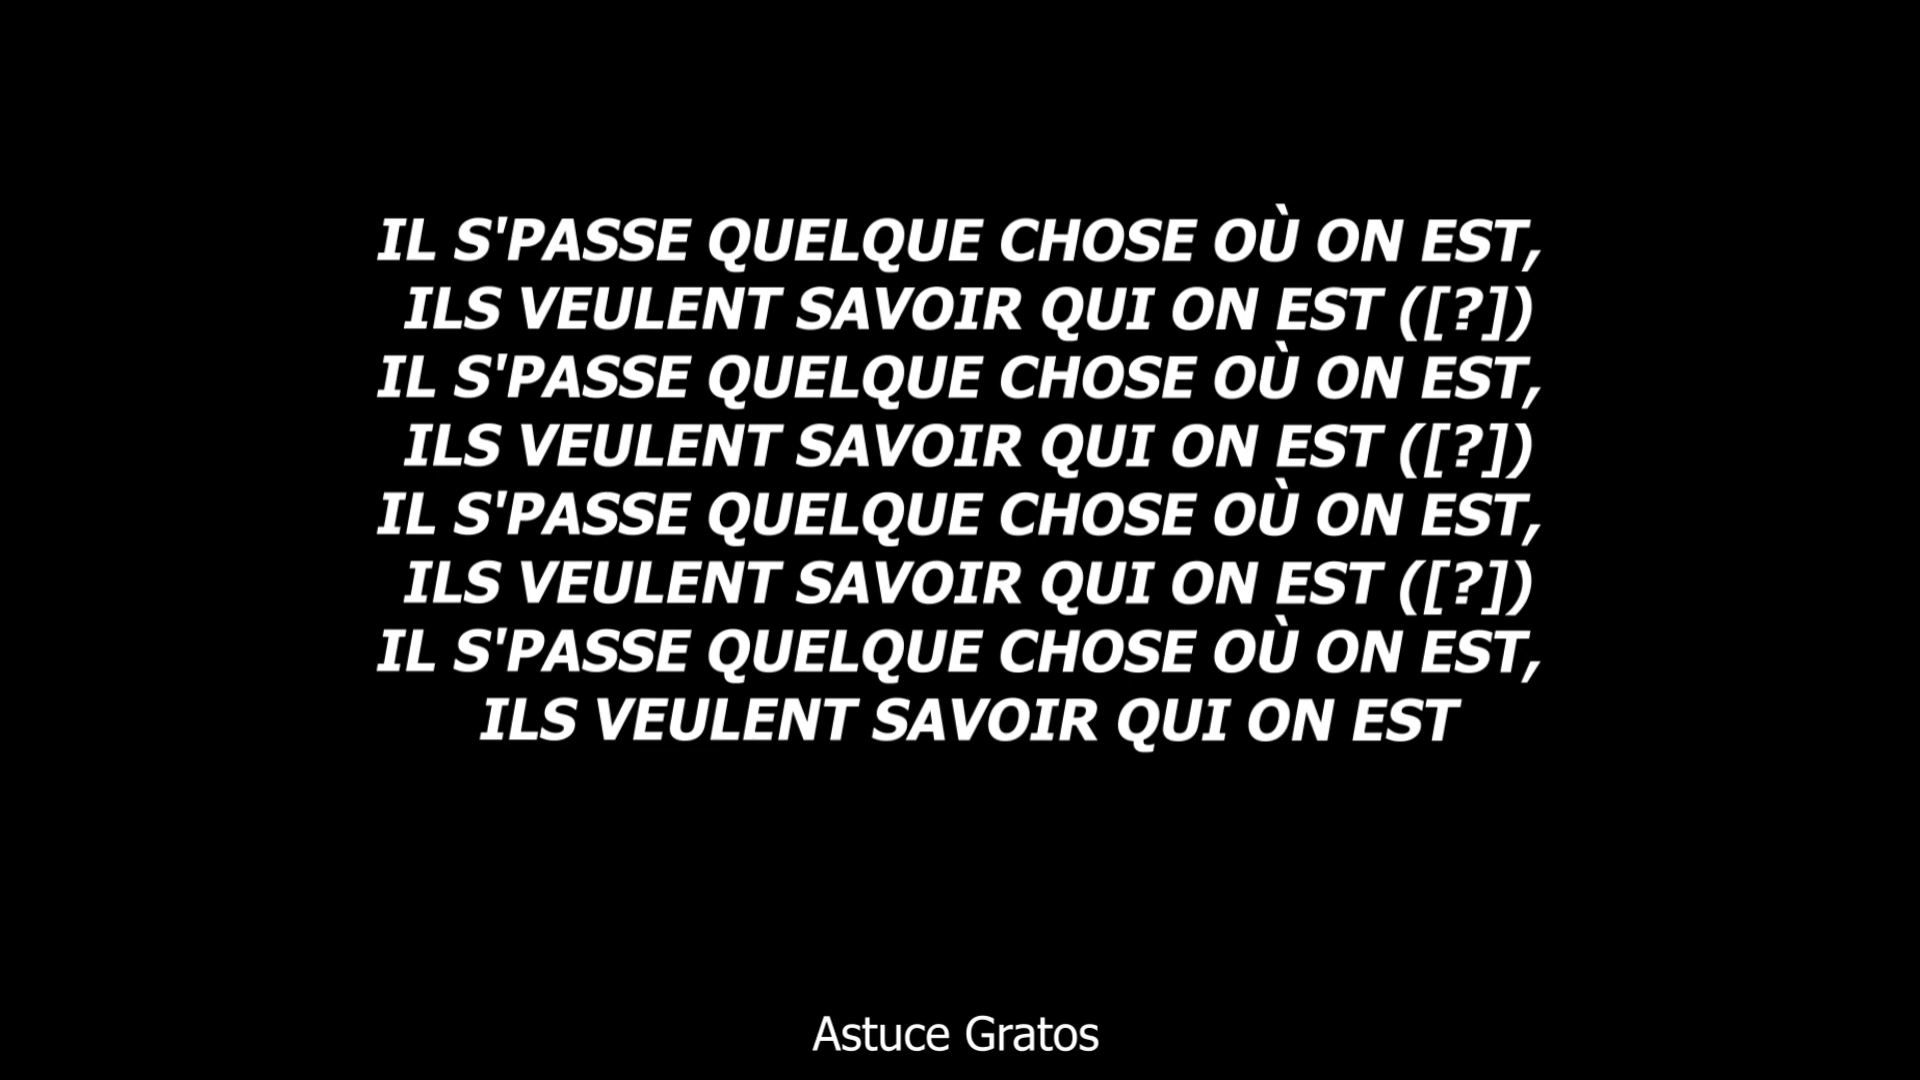 IL S'PASSE QUELQUE CHOSE OÙ ON EST,
ILS VEULENT SAVOIR QUI ON EST ([?])
IL S'PASSE QUELQUE CHOSE OÙ ON EST,
ILS VEULENT SAVOIR QUI ON EST ([?])
IL S'PASSE QUELQUE CHOSE OÙ ON EST,
ILS VEULENT SAVOIR QUI ON EST ([?])
IL S'PASSE QUELQUE CHOSE OÙ ON EST,
ILS VEULENT SAVOIR QUI ON EST
Astuce Gratos